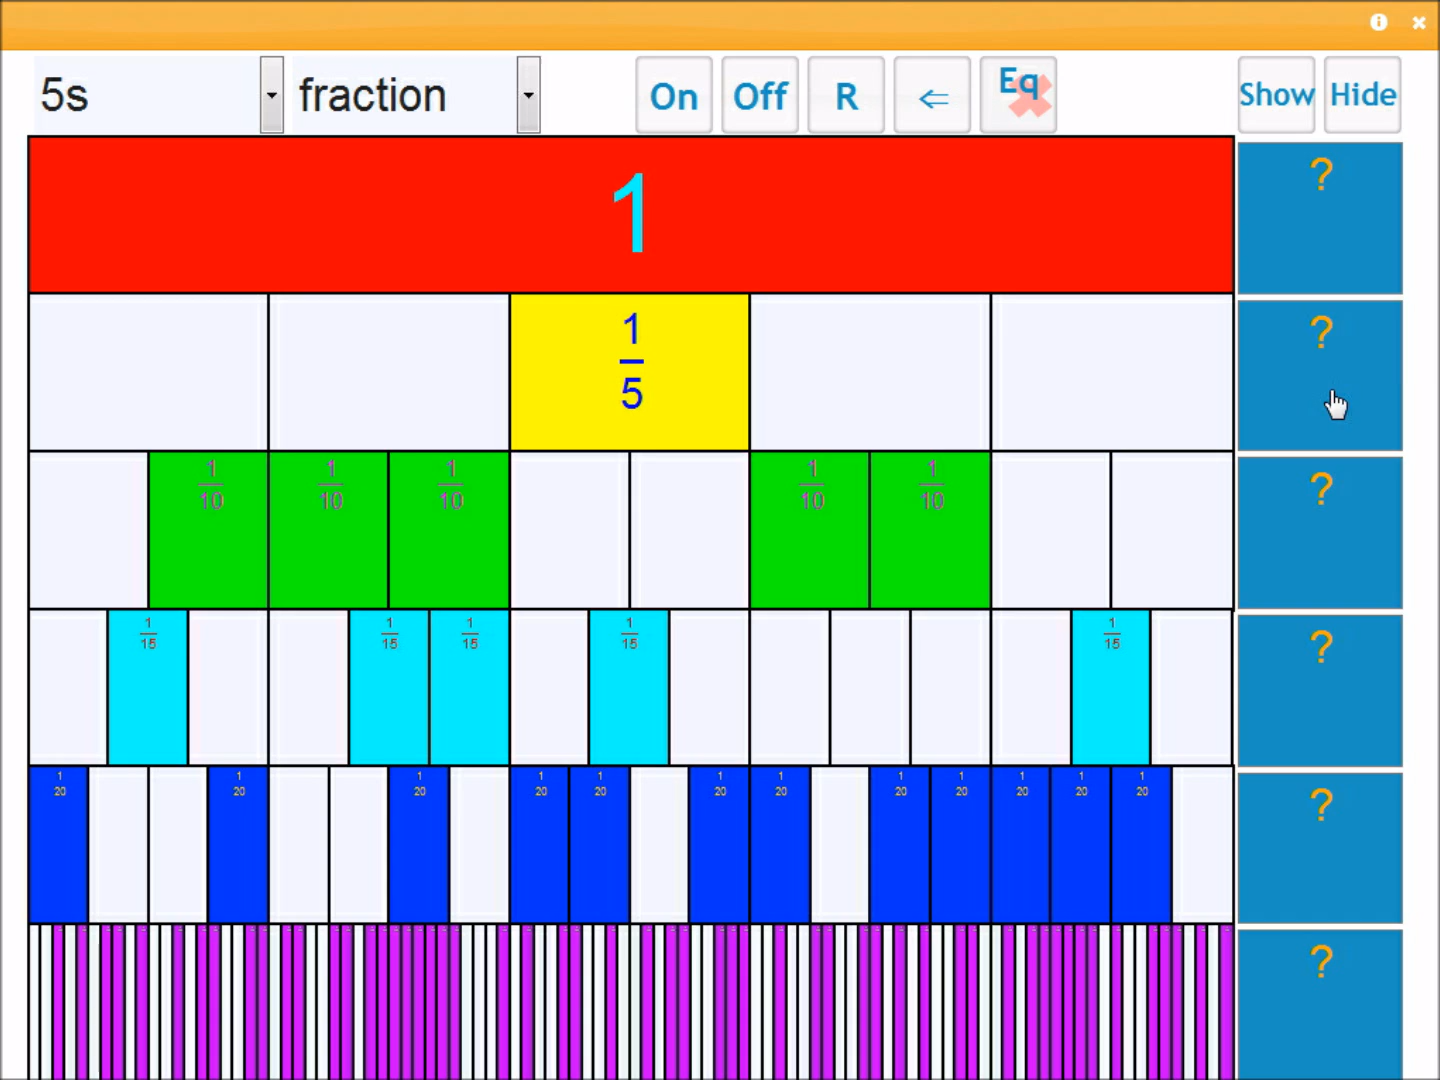 5s fraction On Off R ⇐ Eq Show Hide
1 ?
1/5 ?
1/10 1/10 1/10 1/10 1/10 ?
1/15 1/15 1/15 1/15 1/15 ?
1/20 1/20 1/20 1/20 1/20 1/20 1/20 1/20 1/20 1/20 1/20 1/20 ?
?